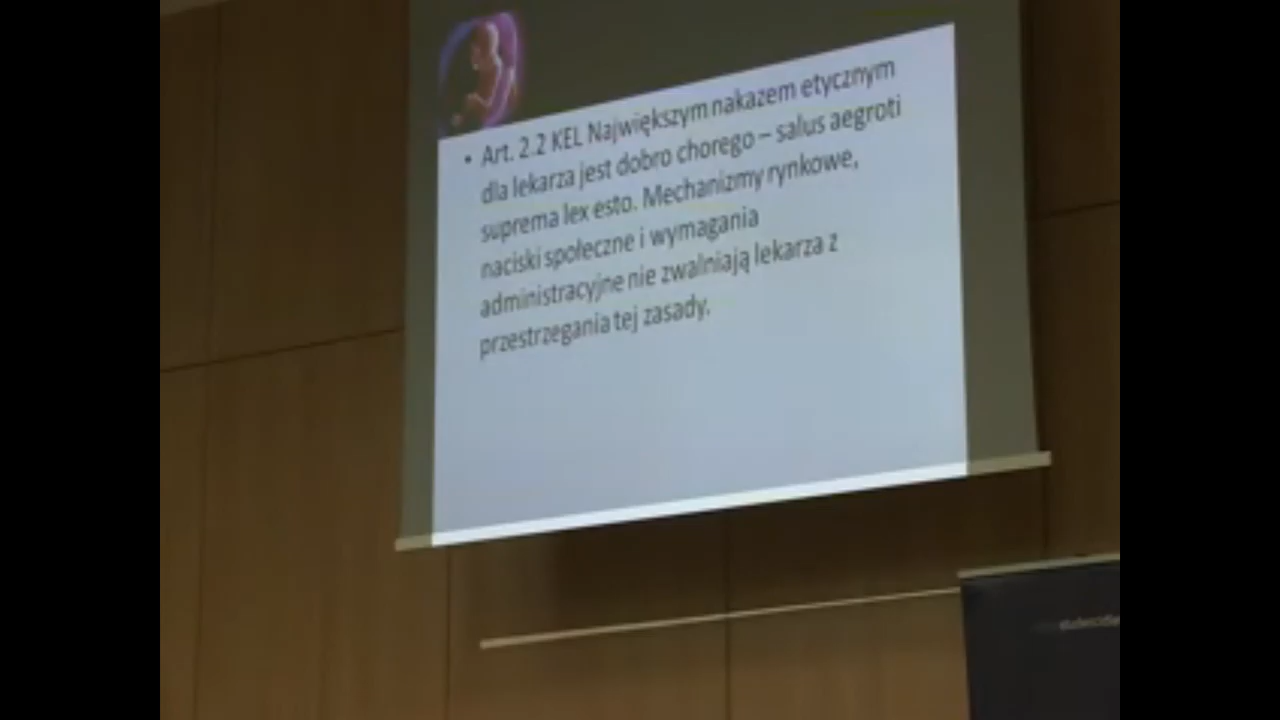 • Art. 2.2 KEL Największym nakazem etycznym
dla lekarza jest dobro chorego – salus aegroti
suprema lex esto. Mechanizmy rynkowe,
naciski społeczne i wymagania
administracyjne nie zwalniają lekarza z
przestrzegania tej zasady.